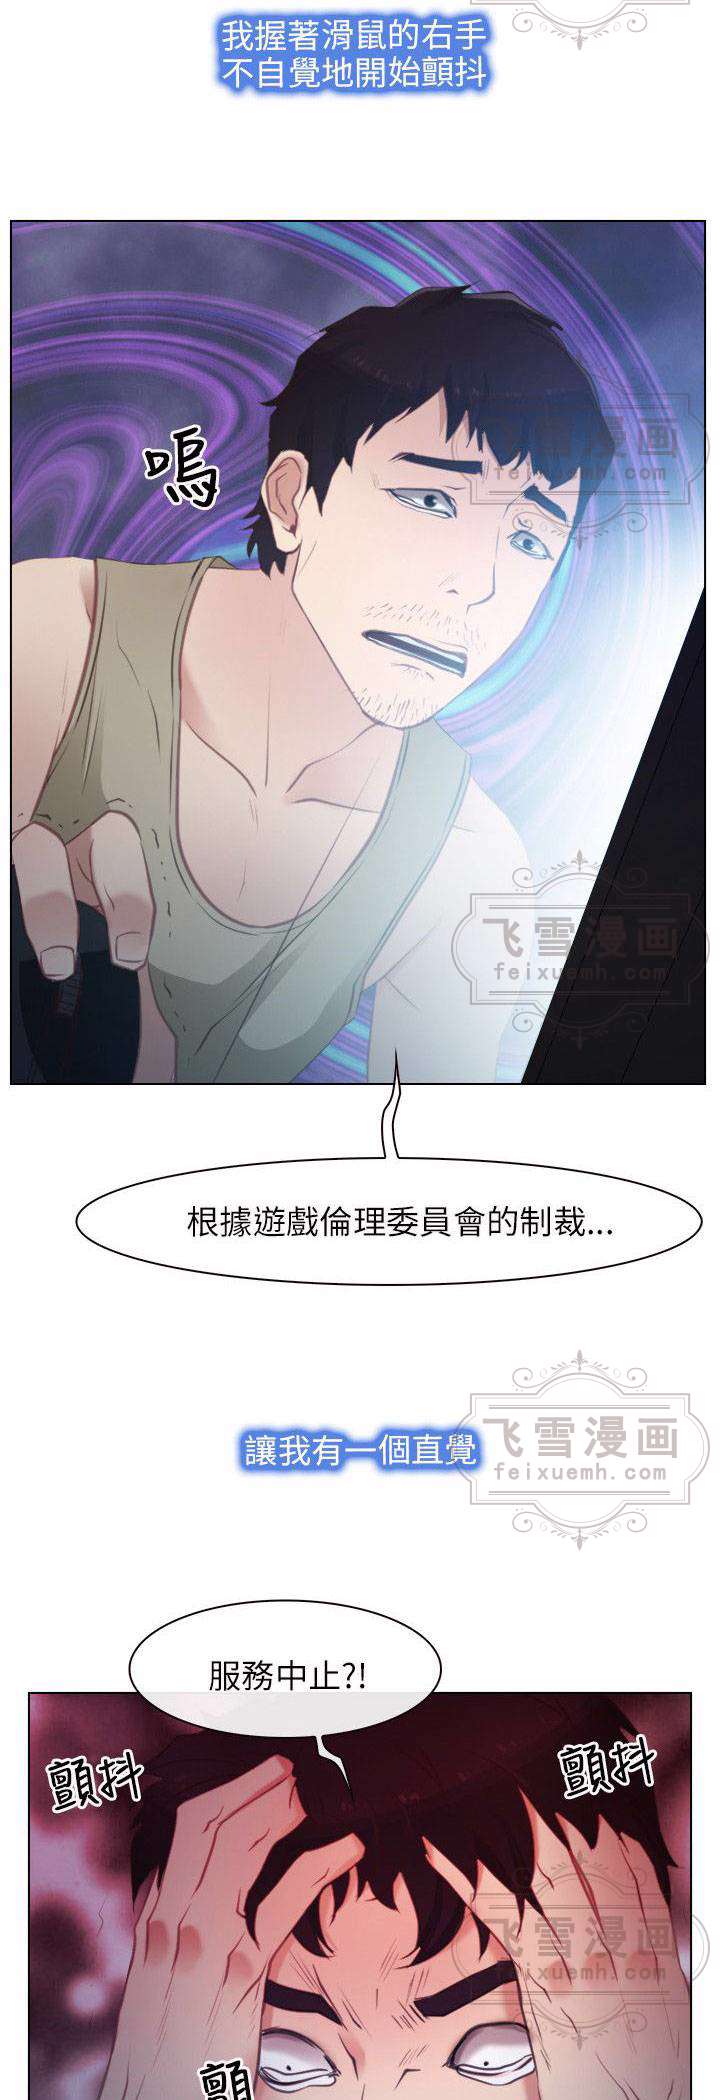 我握著滑鼠的右手
不自覺地開始顫抖
嗚
飞雪漫画
feixuemh.com
飞雪漫画
feixuemh.com
根據遊戲倫理委員會的制裁...
讓我有一個直覺
飞雪漫画
feixuemh.com
服務中止?!
顫抖
顫抖
飞雪漫画
feixuemh.com
顫